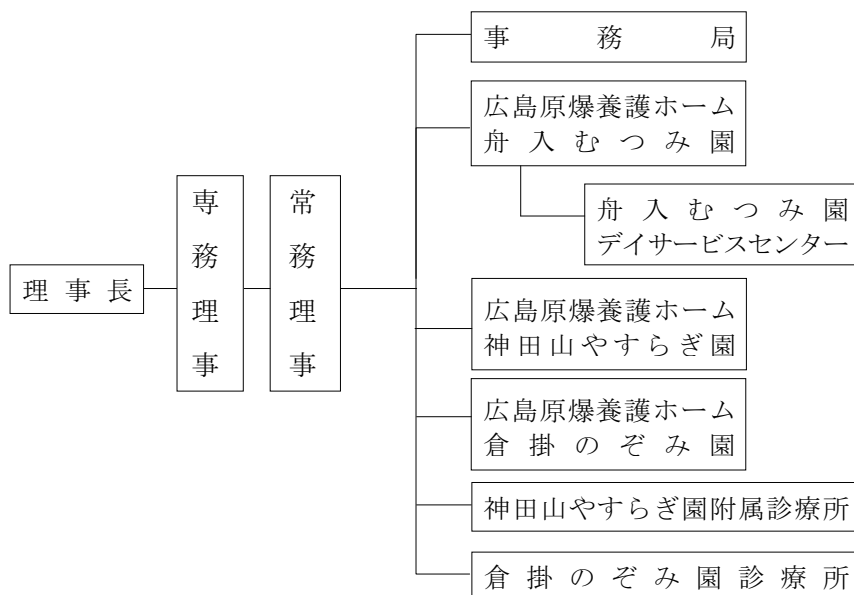 事務局
広島原爆養護ホーム
舟入むつみ園
舟入むつみ園
デイサービスセンター
理事長
専務理事
常務理事
広島原爆養護ホーム
神田山やすらぎ園
広島原爆養護ホーム
倉掛のぞみ園
神田山やすらぎ園附属診療所
倉掛のぞみ園診療所